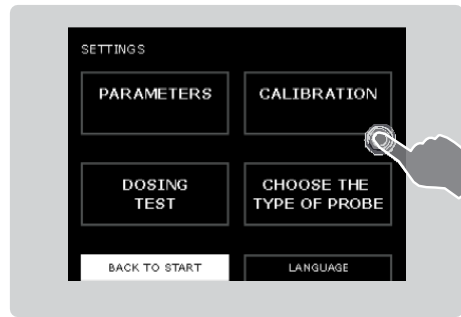 SETTINGS
PARAMETERS
CALIBRATION
DOSING
TEST
CHOOSE THE
TYPE OF PROBE
BACK TO START
LANGUAGE